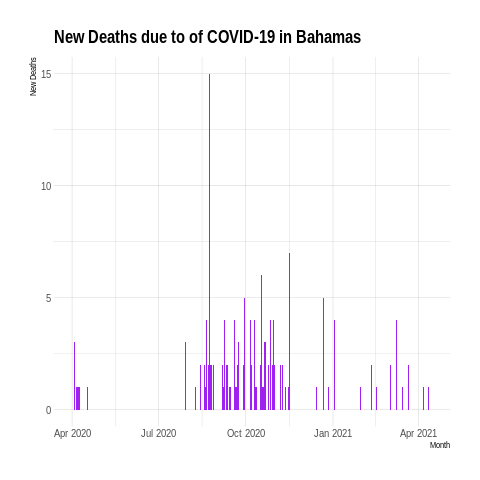 New Deaths due to of COVID-19 in Bahamas
New Deaths
15
10
5
0
Apr 2020 Jul 2020 Oct 2020 Jan 2021 Apr 2021
Month